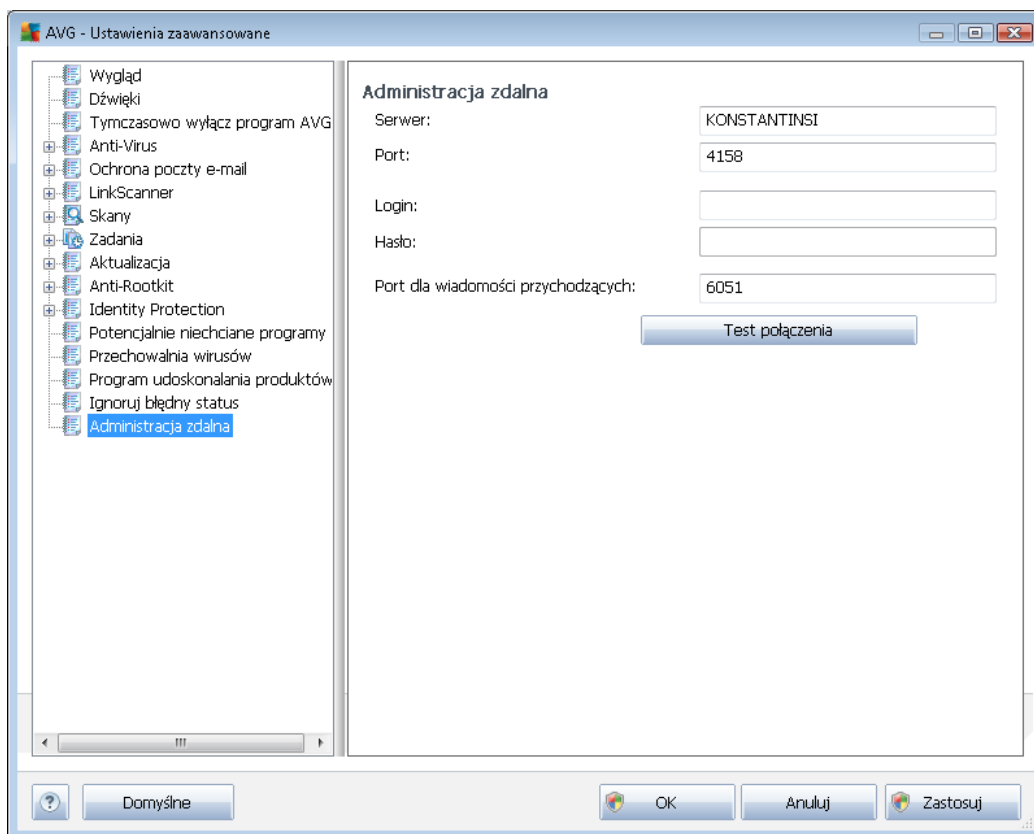 AVG - Ustawienia zaawansowane
Wygląd
Dźwięki
Tymczasowo wyłącz program AVG
Anti-Virus
Ochrona poczty e-mail
LinkScanner
Skany
Zadania
Aktualizacja
Anti-Rootkit
Identity Protection
Potencjalnie niechciane programy
Przechowalnia wirusów
Program udoskonalania produktów
Ignoruj błędny status
Administracja zdalna
Administracja zdalna
Serwer: KONSTANTINSI
Port: 4158
Login:
Hasło:
Port dla wiadomości przychodzących: 6051
Test połączenia
? Domyślne OK Anuluj Zastosuj